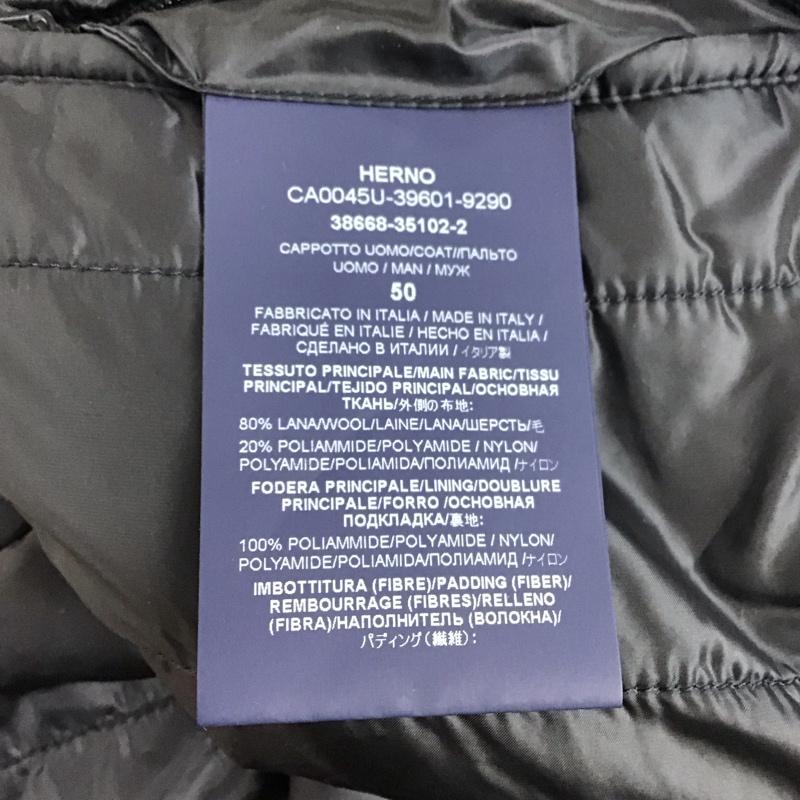 HERNO
CA0045U-39601-9290
38668-35102-2
CAPPOTTO UOMO/COAT//ПАЛЬТО
UOMO / MAN / МУЖ
50
FABBRICATO IN ITALIA / MADE IN ITALY /
FABRIQUÉ EN ITALIE / HECHO EN ITALIA /
СДЕЛАНО В ИТАЛИИ / イタリア製
TESSUTO PRINCIPALE/MAIN FABRIC/TISSU
PRINCIPAL/TEJIDO PRINCIPAL/ОСНОВНАЯ
ТКАНЬ/外側の布地:
80% LANA/WOOL/LAINE/LANA/ШЕРСТЬ/毛
20% POLIAMMIDE/POLYAMIDE / NYLON/
POLYAMIDE/POLIAMIDA/ПОЛИАМИД /ナイロン
FODERA PRINCIPALE/LINING/DOUBLURE
PRINCIPALE/FORRO /ОСНОВНАЯ
ПОДКЛАДКА/裏地:
100% POLIAMMIDE/POLYAMIDE / NYLON/
POLYAMIDE/POLIAMIDA/ПОЛИАМИД /ナイロン
IMBOTTITURA (FIBRE)/PADDING (FIBER)/
REMBOURRAGE (FIBRES)/RELLENO
(FIBRA)/НАПОЛНИТЕЛЬ (ВОЛОКНА)/
パディング(繊維):